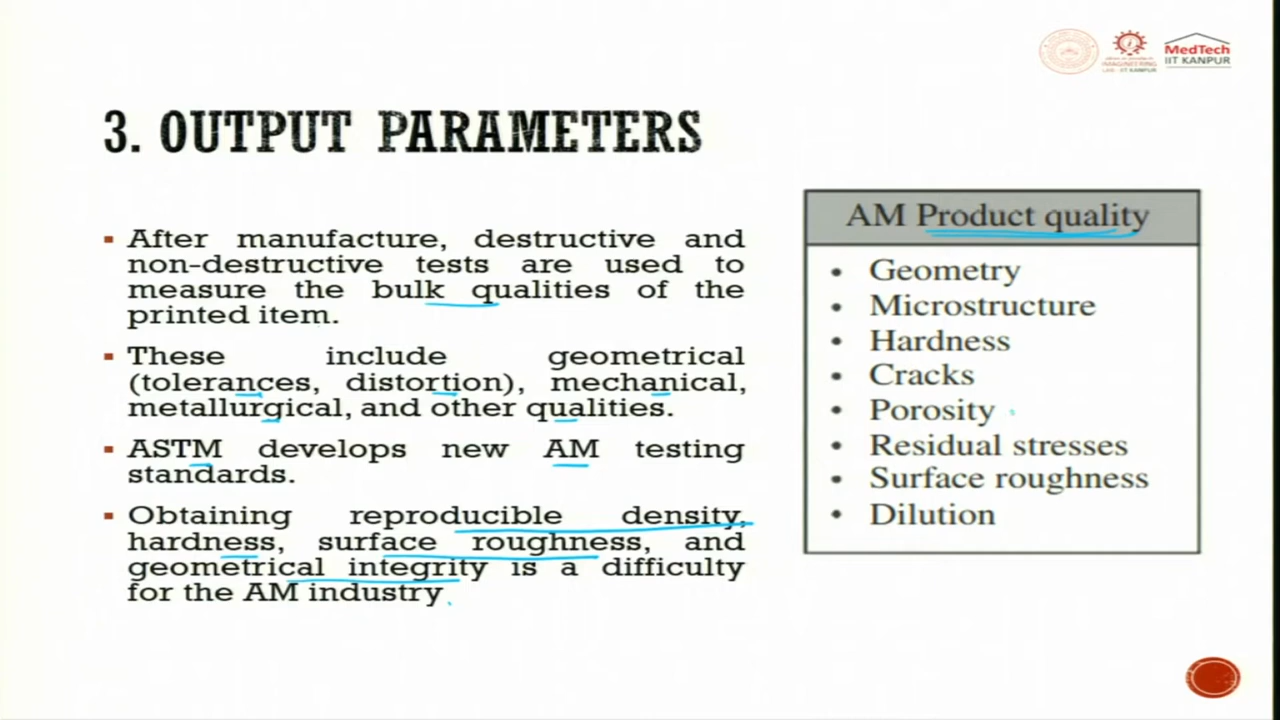 MedTech
IIT KANPUR
3. OUTPUT PARAMETERS
After manufacture, destructive and
non-destructive tests are used to
measure the bulk qualities of the
printed item.
These include geometrical
(tolerances, distortion), mechanical,
metallurgical, and other qualities.
ASTM develops new AM testing
standards.
Obtaining reproducible density,
hardness, surface roughness, and
geometrical integrity is a difficulty
for the AM industry
AM Product quality
• Geometry
• Microstructure
• Hardness
• Cracks
• Porosity
• Residual stresses
• Surface roughness
• Dilution